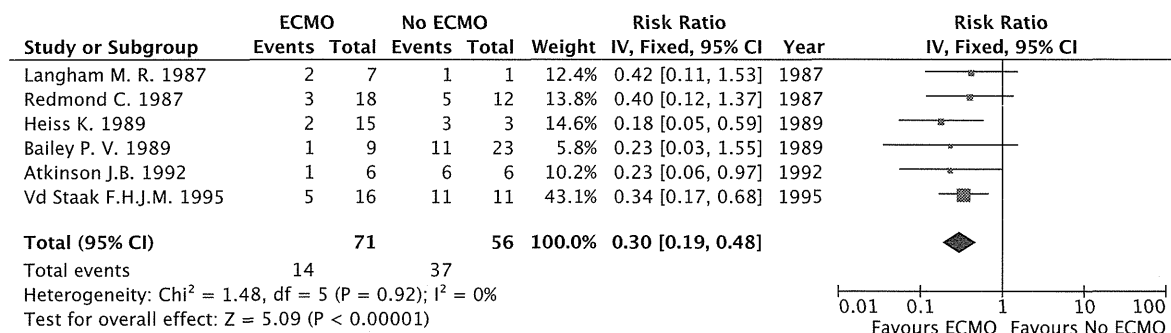 ECMO No ECMO Risk Ratio Risk Ratio
Study or Subgroup Events Total Events Total Weight IV, Fixed, 95% CI Year IV, Fixed, 95% CI
Langham M. R. 1987 2 7 1 1 12.4% 0.42 [0.11, 1.53] 1987
Redmond C. 1987 3 18 5 12 13.8% 0.40 [0.12, 1.37] 1987
Heiss K. 1989 2 15 3 3 14.6% 0.18 [0.05, 0.59] 1989
Bailey P. V. 1989 1 9 11 23 5.8% 0.23 [0.03, 1.55] 1989
Atkinson J.B. 1992 1 6 6 6 10.2% 0.23 [0.06, 0.97] 1992
Vd Staak F.H.J.M. 1995 5 16 11 11 43.1% 0.34 [0.17, 0.68] 1995
Total (95% CI) 71 56 100.0% 0.30 [0.19, 0.48]
Total events 14 37
Heterogeneity: Chi² = 1.48, df = 5 (P = 0.92); I² = 0%
Test for overall effect: Z = 5.09 (P < 0.00001)
0.01 0.1 1 10 100
Favours ECMO Favours No ECMO